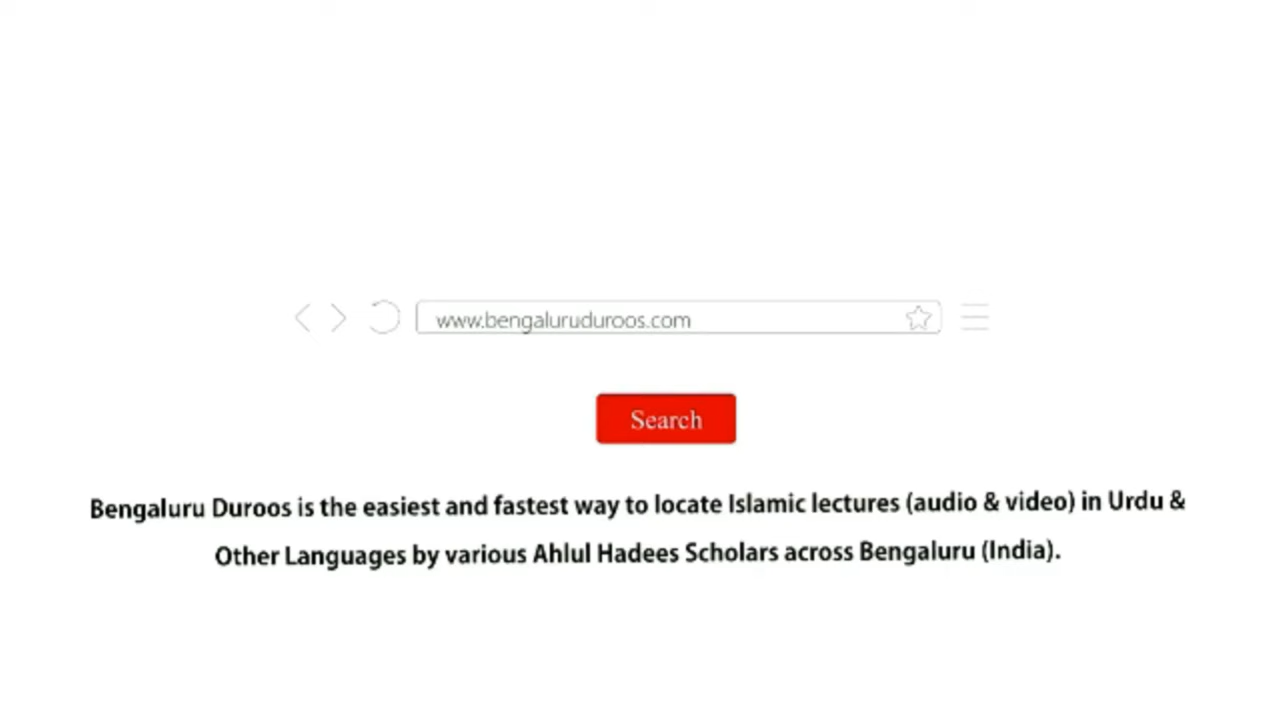 www.bengaluruduroos.com
Search
Bengaluru Duroos is the easiest and fastest way to locate Islamic lectures (audio & video) in Urdu &
Other Languages by various Ahlul Hadees Scholars across Bengaluru (India).